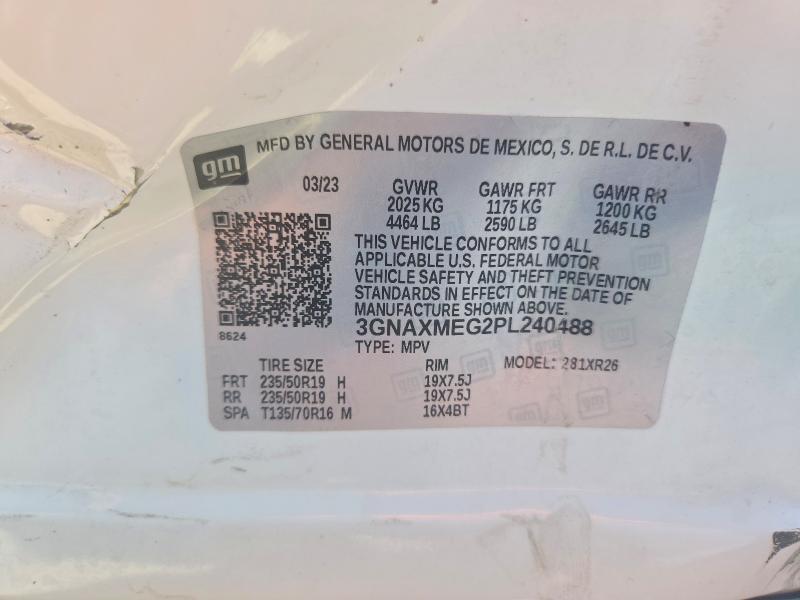 gm MFD BY GENERAL MOTORS DE MEXICO, S. DE R.L. DE C.V.
03/23 GVWR GAWR FRT GAWR RR
2025 KG 1175 KG 1200 KG
4464 LB 2590 LB 2645 LB
THIS VEHICLE CONFORMS TO ALL
APPLICABLE U.S. FEDERAL MOTOR
VEHICLE SAFETY AND THEFT PREVENTION
STANDARDS IN EFFECT ON THE DATE OF
MANUFACTURE SHOWN ABOVE.
3GNAXMEG2PL240488
8624
TYPE: MPV MODEL: 281XR26
TIRE SIZE RIM
FRT 235/50R19 H 19X7.5J
RR 235/50R19 H 19X7.5J
SPA T135/70R16 M 16X4BT